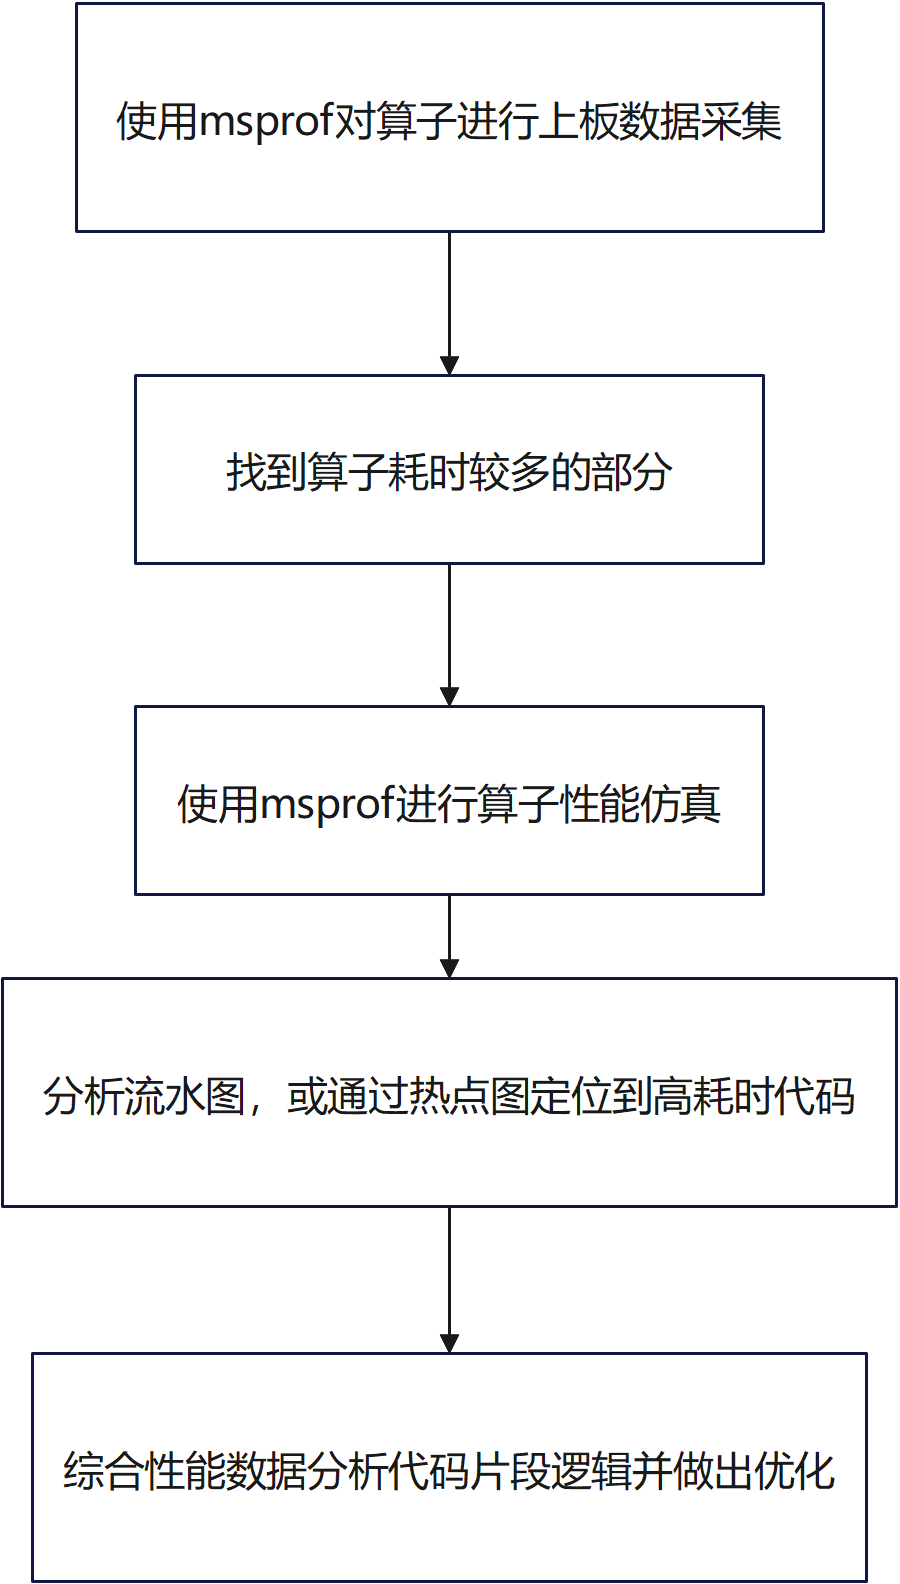 使用msprof对算子进行上板数据采集
找到算子耗时较多的部分
使用msprof进行算子性能仿真
分析流水图，或通过热点图定位到高耗时代码
综合性能数据分析代码片段逻辑并做出优化